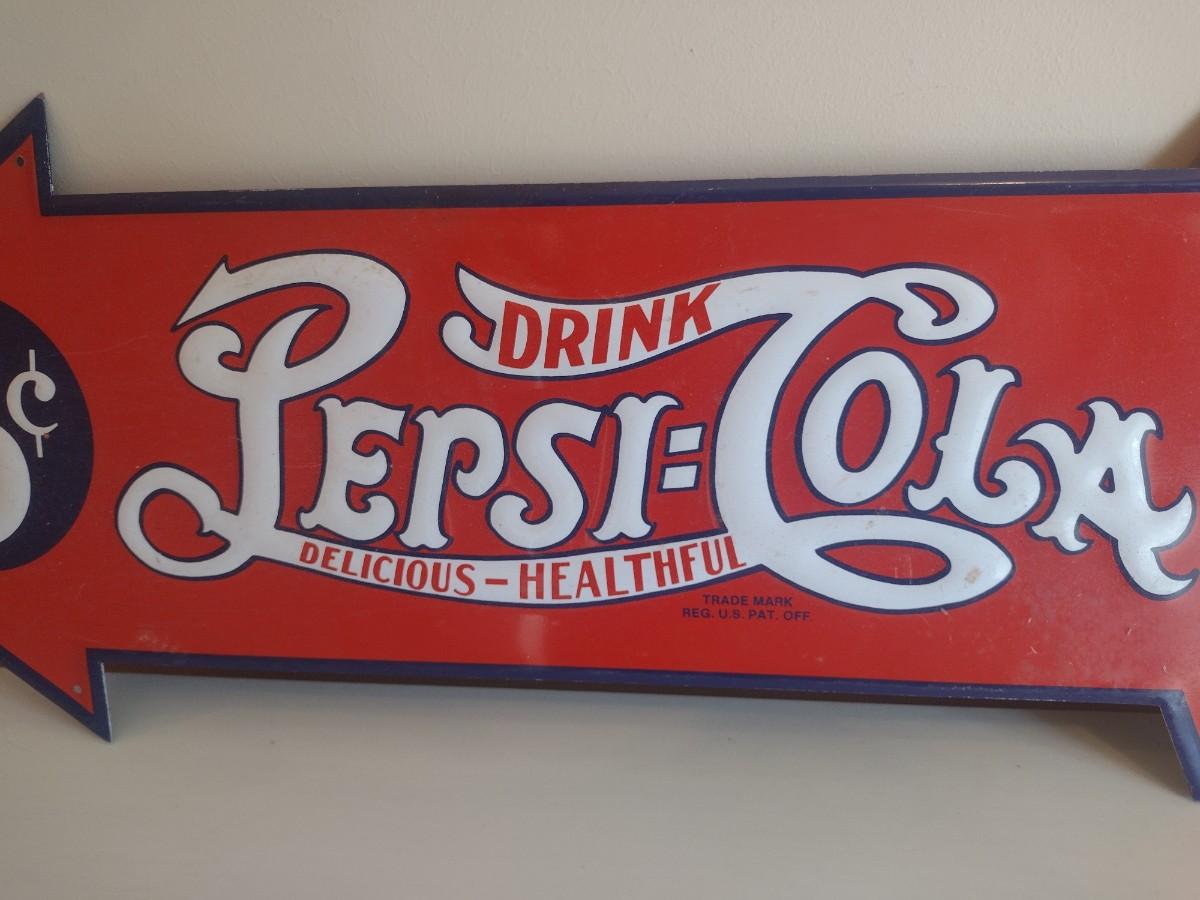 ¢
DRINK
PEPSI=COLA
DELICIOUS - HEALTHFUL
TRADE MARK
REG. U.S. PAT. OFF.